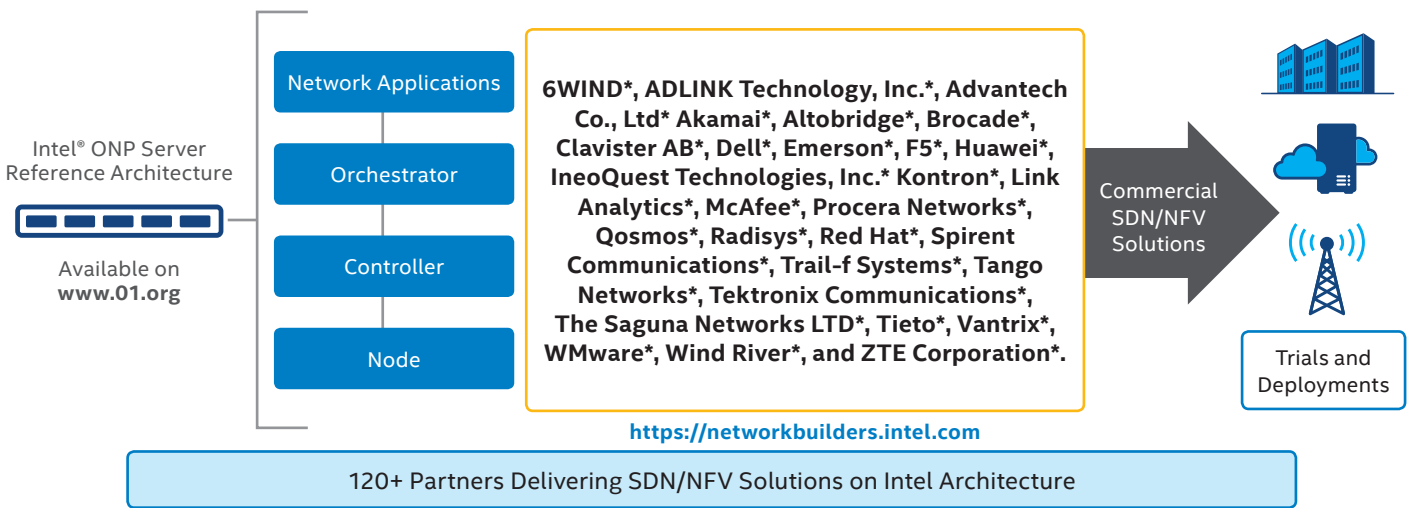 Intel® ONP Server
Reference Architecture
Available on
www.01.org
Network Applications
Orchestrator
Controller
Node
6WIND*, ADLINK Technology, Inc.*, Advantech
Co., Ltd* Akamai*, Altobridge*, Brocade*,
Clavister AB*, Dell*, Emerson*, F5*, Huawei*,
IneoQuest Technologies, Inc.* Kontron*, Link
Analytics*, McAfee*, Procera Networks*,
Qosmos*, Radisys*, Red Hat*, Spirent
Communications*, Trail-f Systems*, Tango
Networks*, Tektronix Communications*,
The Saguna Networks LTD*, Tieto*, Vantrix*,
WMware*, Wind River*, and ZTE Corporation*.
https://networkbuilders.intel.com
Commercial
SDN/NFV
Solutions
Trials and
Deployments
120+ Partners Delivering SDN/NFV Solutions on Intel Architecture